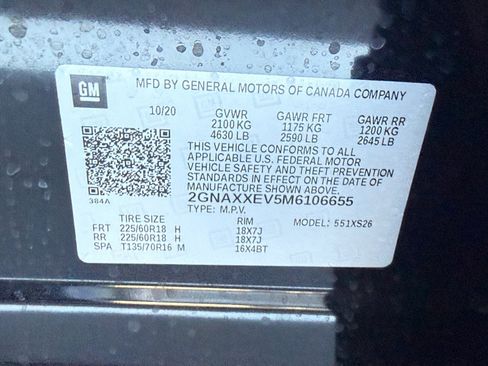 GM
MFD BY GENERAL MOTORS OF CANADA COMPANY
10/20 GVWR GAWR FRT GAWR RR
2100 KG 1175 KG 1200 KG
4630 LB 2590 LB 2645 LB
THIS VEHICLE CONFORMS TO ALL
APPLICABLE U.S. FEDERAL MOTOR
VEHICLE SAFETY AND THEFT PREVENTION
STANDARDS IN EFFECT ON THE DATE OF
MANUFACTURE SHOWN ABOVE.
384A 2GNAXXEV5M6106655
TYPE: M.P.V. MODEL: 551XS26
TIRE SIZE RIM
FRT 225/60R18 H 18X7J
RR 225/60R18 H 18X7J
SPA T135/70R16 M 16X4BT